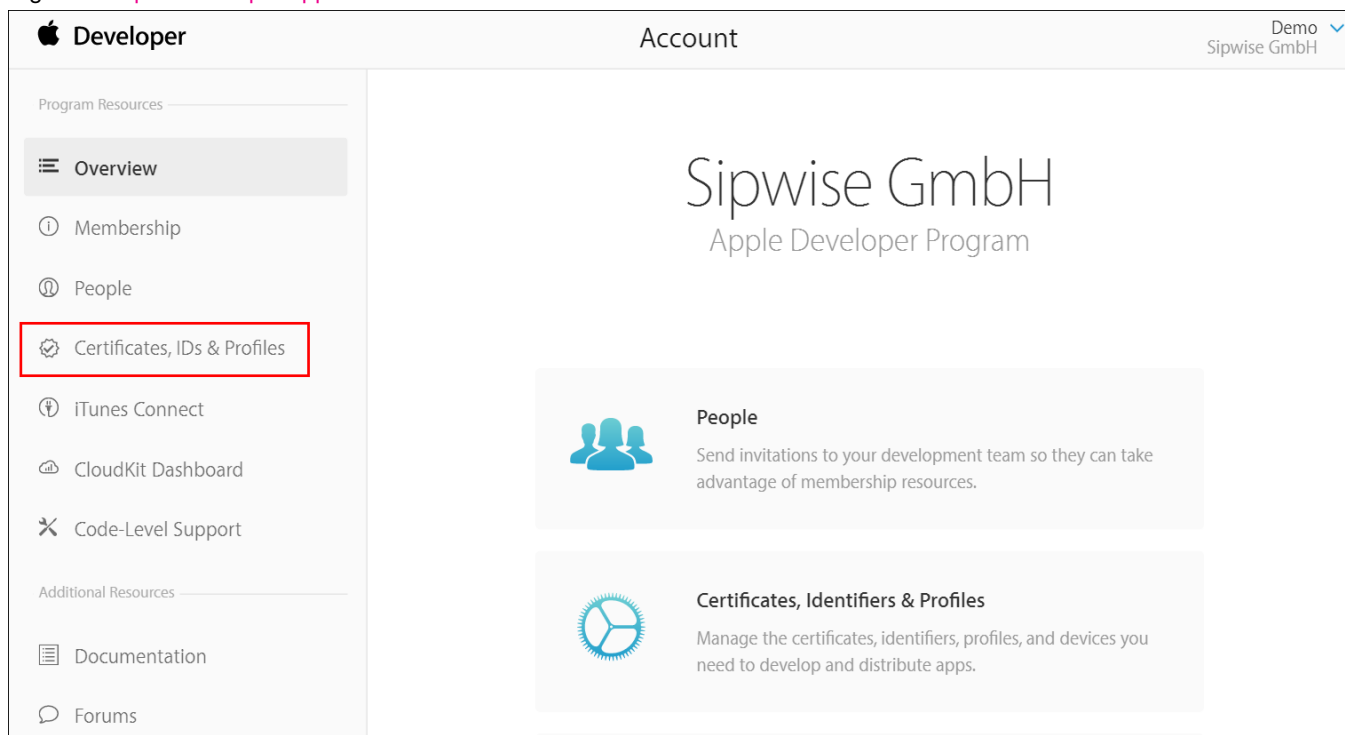 Developer
Account
Demo
Sipwise GmbH
Program Resources
Overview
Membership
People
Certificates, IDs & Profiles
iTunes Connect
CloudKit Dashboard
Code-Level Support
Additional Resources
Documentation
Forums
Sipwise GmbH
Apple Developer Program
People
Send invitations to your development team so they can take
advantage of membership resources.
Certificates, Identifiers & Profiles
Manage the certificates, identifiers, profiles, and devices you
need to develop and distribute apps.